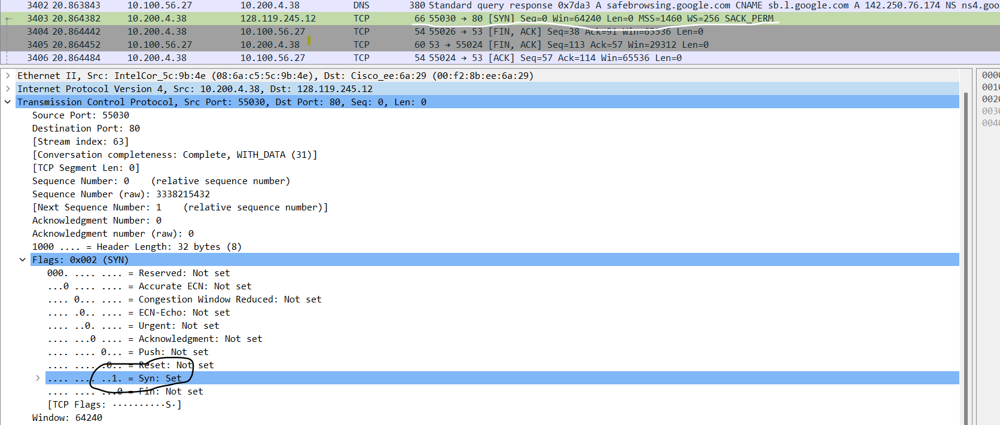 3402 20.863843 10.100.56.27 10.200.4.38 DNS 380 Standard query response 0x7da3 A safebrowsing.google.com CNAME sb.l.google.com A 142.250.76.174 NS ns4.goo
3403 20.864382 10.200.4.38 128.119.245.12 TCP 66 55030 → 80 [SYN] Seq=0 Win=64240 Len=0 MSS=1460 WS=256 SACK_PERM
3404 20.864442 10.200.4.38 10.100.56.27 TCP 54 55026 → 53 [FIN, ACK] Seq=38 Ack=91 Win=65536 Len=0
3405 20.864452 10.100.56.27 10.200.4.38 TCP 60 53 → 55024 [FIN, ACK] Seq=113 Ack=57 Win=29312 Len=0
3406 20.864484 10.200.4.38 10.100.56.27 TCP 54 55024 → 53 [ACK] Seq=57 Ack=114 Win=65536 Len=0
Ethernet II, Src: IntelCor_5c:9b:4e (08:6a:c5:5c:9b:4e), Dst: Cisco_ee:6a:29 (00:f2:8b:ee:6a:29)
Internet Protocol Version 4, Src: 10.200.4.38, Dst: 128.119.245.12
Transmission Control Protocol, Src Port: 55030, Dst Port: 80, Seq: 0, Len: 0
Source Port: 55030
Destination Port: 80
[Stream index: 63]
[Conversation completeness: Complete, WITH_DATA (31)]
[TCP Segment Len: 0]
Sequence Number: 0 (relative sequence number)
Sequence Number (raw): 3338215432
[Next Sequence Number: 1 (relative sequence number)]
Acknowledgment Number: 0
Acknowledgment number (raw): 0
1000 .... = Header Length: 32 bytes (8)
Flags: 0x002 (SYN)
000. .... .... = Reserved: Not set
...0 .... .... = Accurate ECN: Not set
.... 0... .... = Congestion Window Reduced: Not set
.... .0.. .... = ECN-Echo: Not set
.... ..0. .... = Urgent: Not set
.... ...0 .... = Acknowledgment: Not set
.... .... 0... = Push: Not set
.... .... .0.. = Reset: Not set
.... .... ..1. = Syn: Set
.... .... ...0 = Fin: Not set
[TCP Flags: ··········S·]
Window: 64240
0000
0010
0020
0030
0040